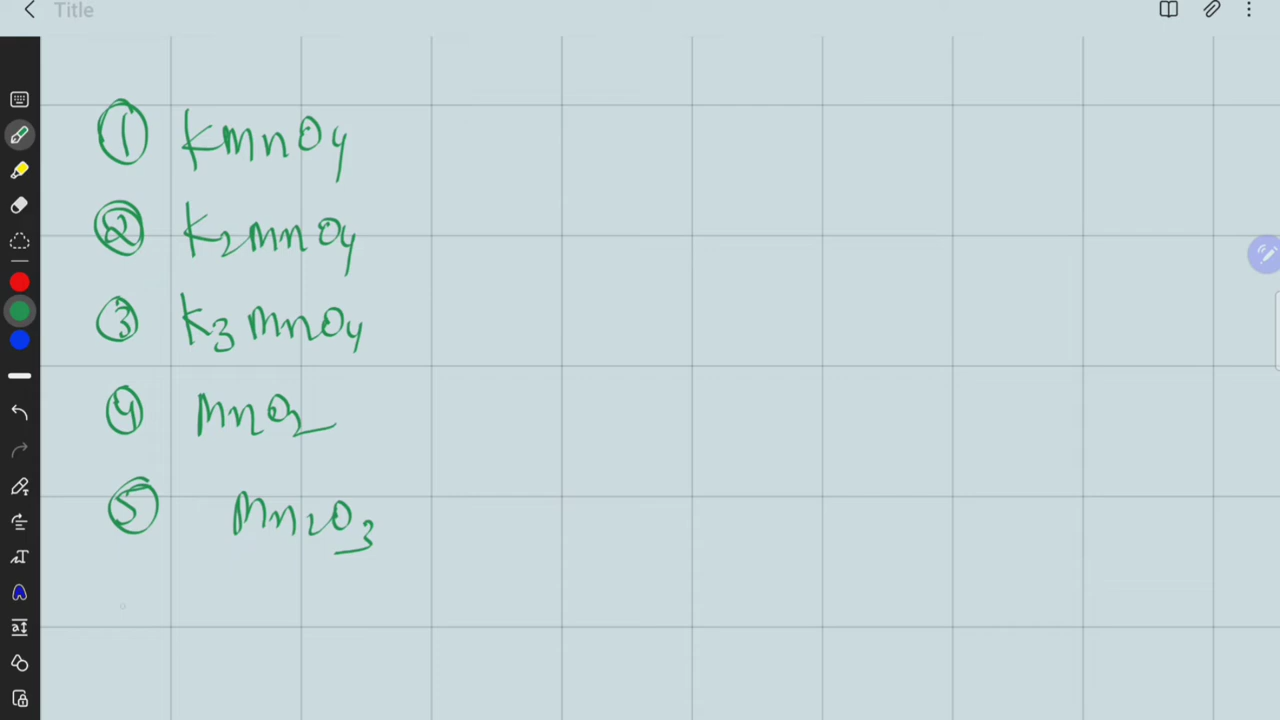 Title
① KMnO4
② K2MnO4
③ K3MnO4
④ MnO2
⑤ Mn2O3